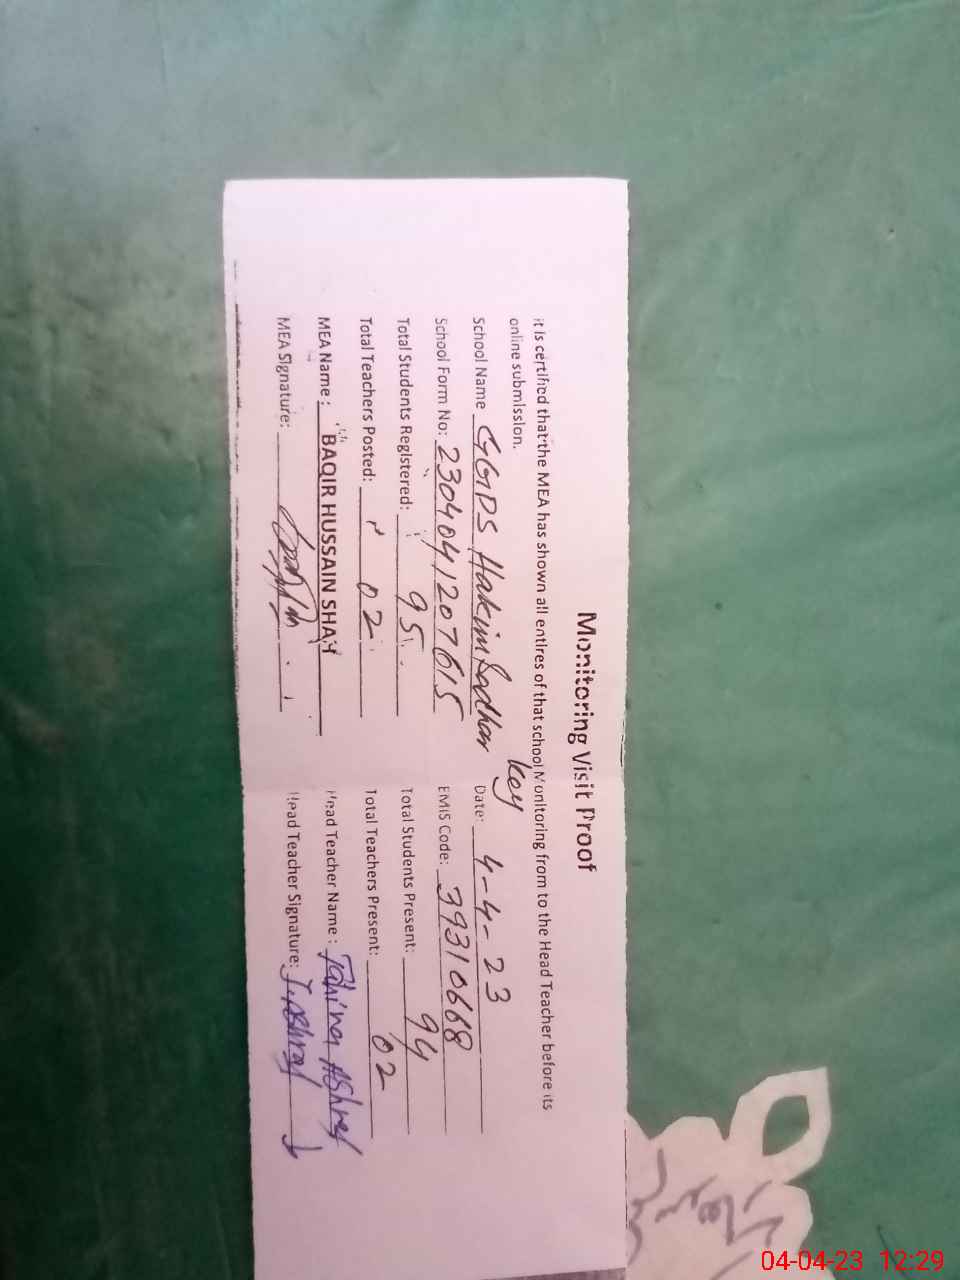 Monitoring Visit Proof
it is certified that the MEA has shown all entires of that school Monitoring from to the Head Teacher before its
online submission.
School Name Hakim Key Date: 4-4-23
School Form No: 2304041207615 EMIS Code: 39310668
Total Students Registered: 95 Total Students Present: 94
Total Teachers Posted: 02 Total Teachers Present: 02
MEA Name: BAQIR HUSSAIN SHAH Head Teacher Name: Ashraf
MEA Signature: Head Teacher Signature: T.Ashraf
04-04-23 12:29